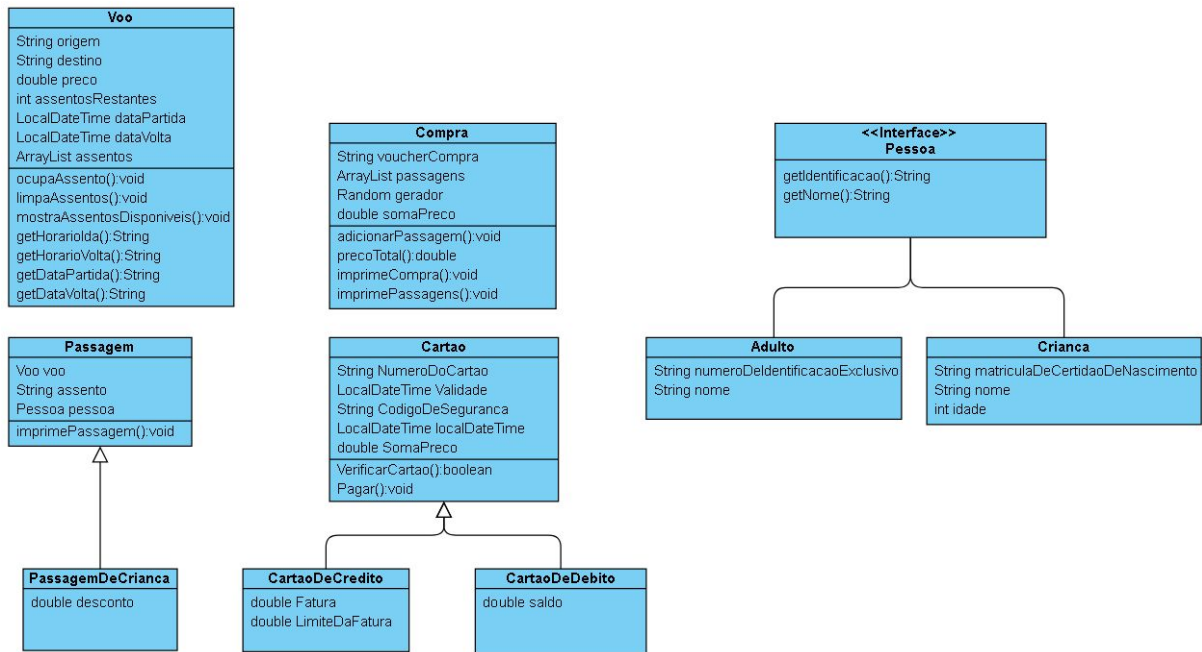 Voo
String origem
String destino
double preco
int assentosRestantes
LocalDateTime dataPartida
LocalDateTime dataVolta
ArrayList assentos
ocupaAssento():void
limpaAssentos():void
mostraAssentosDisponiveis():void
getHorarioIda():String
getHorarioVolta():String
getDataPartida():String
getDataVolta():String
Compra
String voucherCompra
ArrayList passagens
Random gerador
double somaPreco
adicionarPassagem():void
precoTotal():double
imprimeCompra():void
imprimePassagens():void
<<Interface>>
Pessoa
getIdentificacao():String
getNome():String
Passagem
Voo voo
String assento
Pessoa pessoa
imprimePassagem():void
Cartao
String NumeroDoCartao
LocalDateTime Validade
String CodigoDeSeguranca
LocalDateTime localDateTime
double SomaPreco
VerificarCartao():boolean
Pagar():void
Adulto
String numeroDeIdentificacaoExclusivo
String nome
Crianca
String matriculaDeCertidaoDeNascimento
String nome
int idade
PassagemDeCrianca
double desconto
CartaoDeCredito
double Fatura
double LimiteDaFatura
CartaoDeDebito
double saldo